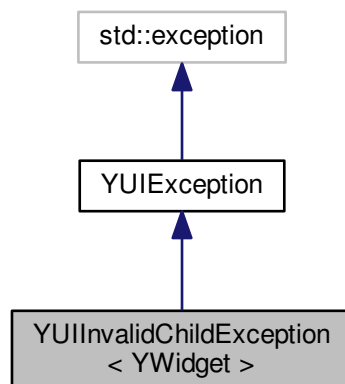 std::exception
YUIException
YUIInvalidChildException
< YWidget >